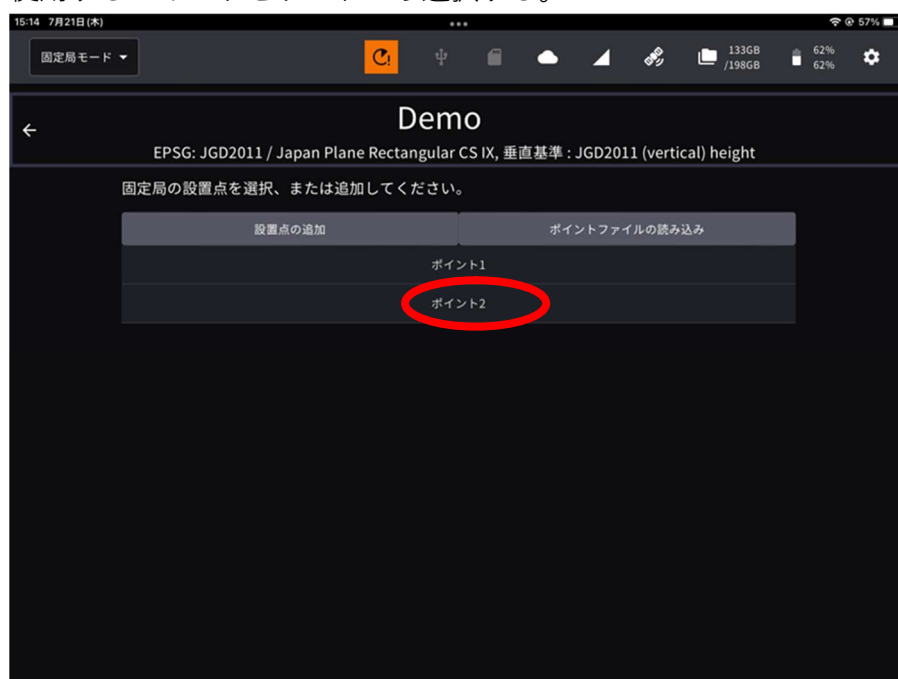 15:14 7月21日(木)
57%
固定局モード
133GB
/198GB
62%
62%
Demo
EPSG: JGD2011 / Japan Plane Rectangular CS IX, 垂直基準 : JGD2011 (vertical) height
固定局の設置点を選択、または追加してください。
設置点の追加
ポイントファイルの読み込み
ポイント1
ポイント2